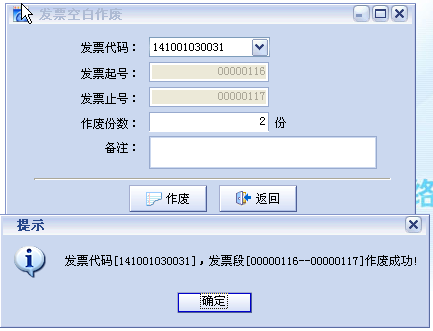 发票空白作废
发票代码： 141001030031
发票起号： 00000116
发票止号： 00000117
作废份数： 2 份
备注：
作废 返回
络
提示
发票代码[141001030031]，发票段[00000116--00000117]作废成功!
确定